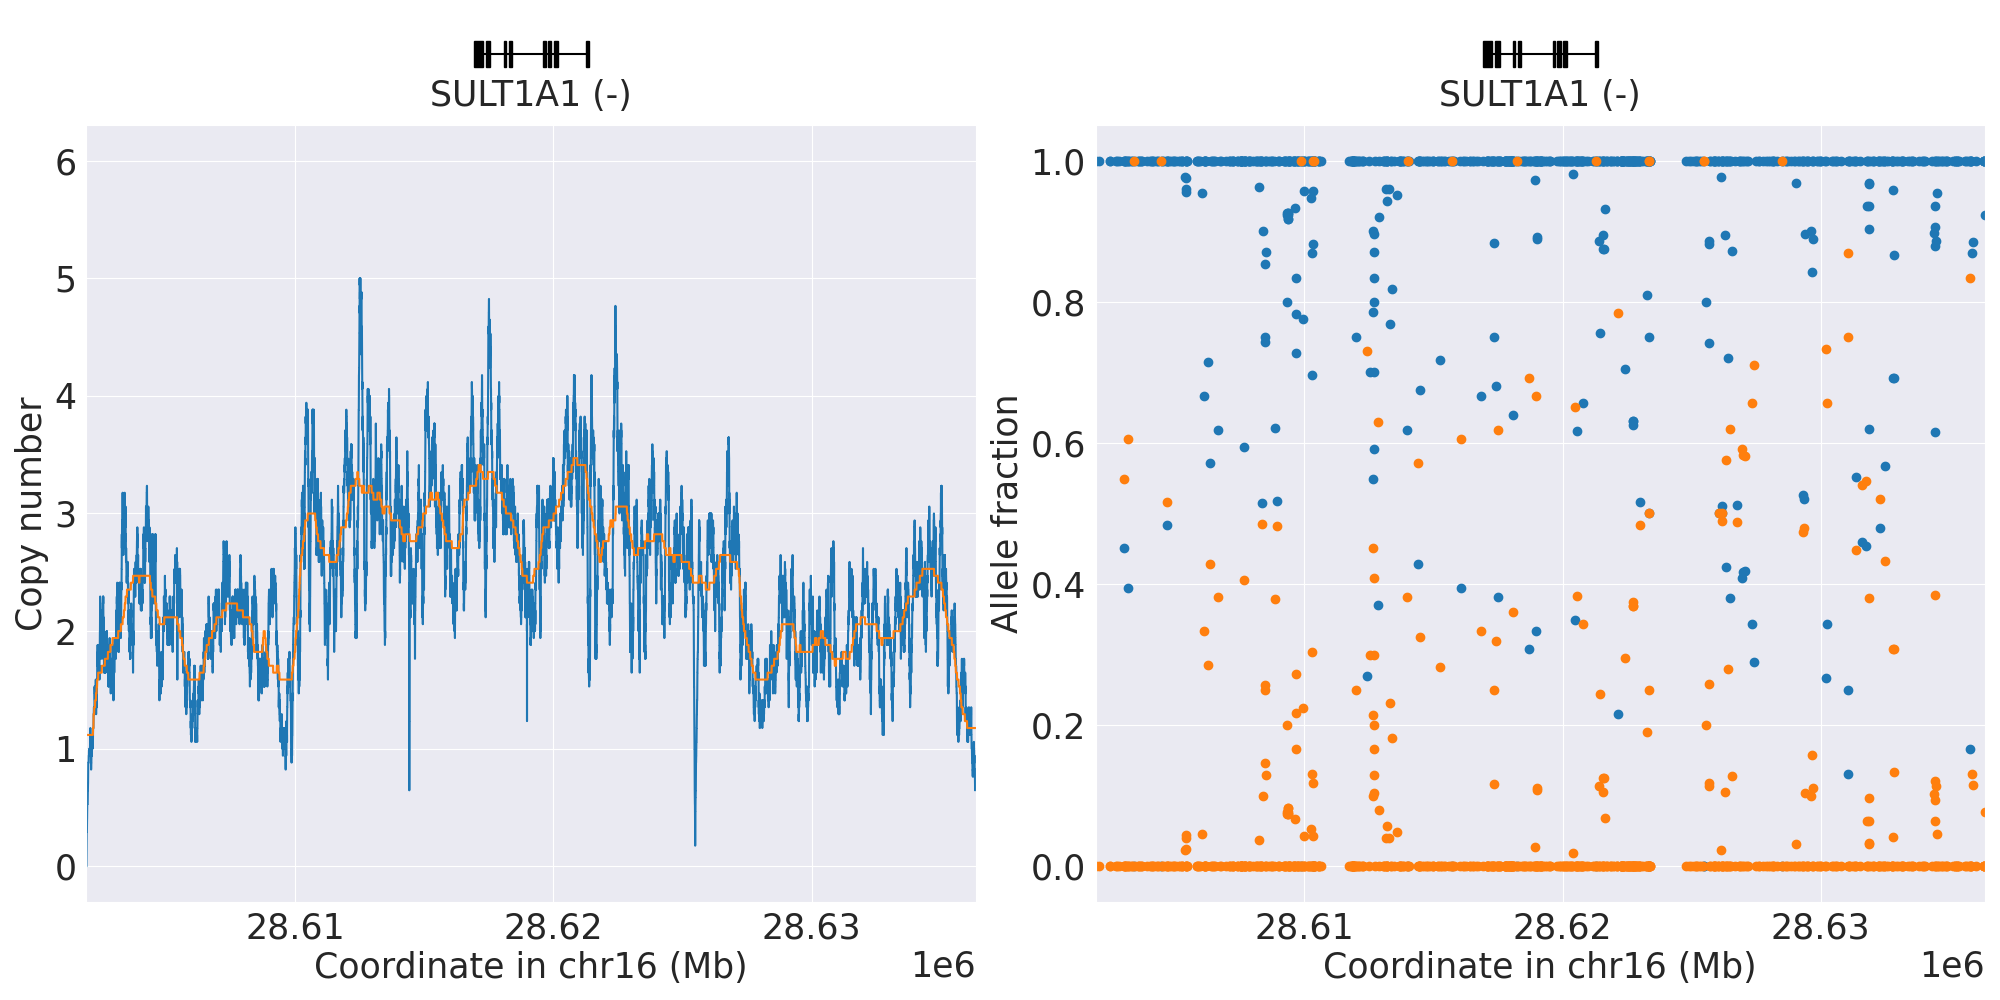 SULT1A1 (-)
6
5
4
3
2
1
0
Copy number
28.61
28.62
28.63
Coordinate in chr16 (Mb)
1e6
SULT1A1 (-)
1.0
0.8
0.6
0.4
0.2
0.0
Allele fraction
28.61
28.62
28.63
Coordinate in chr16 (Mb)
1e6